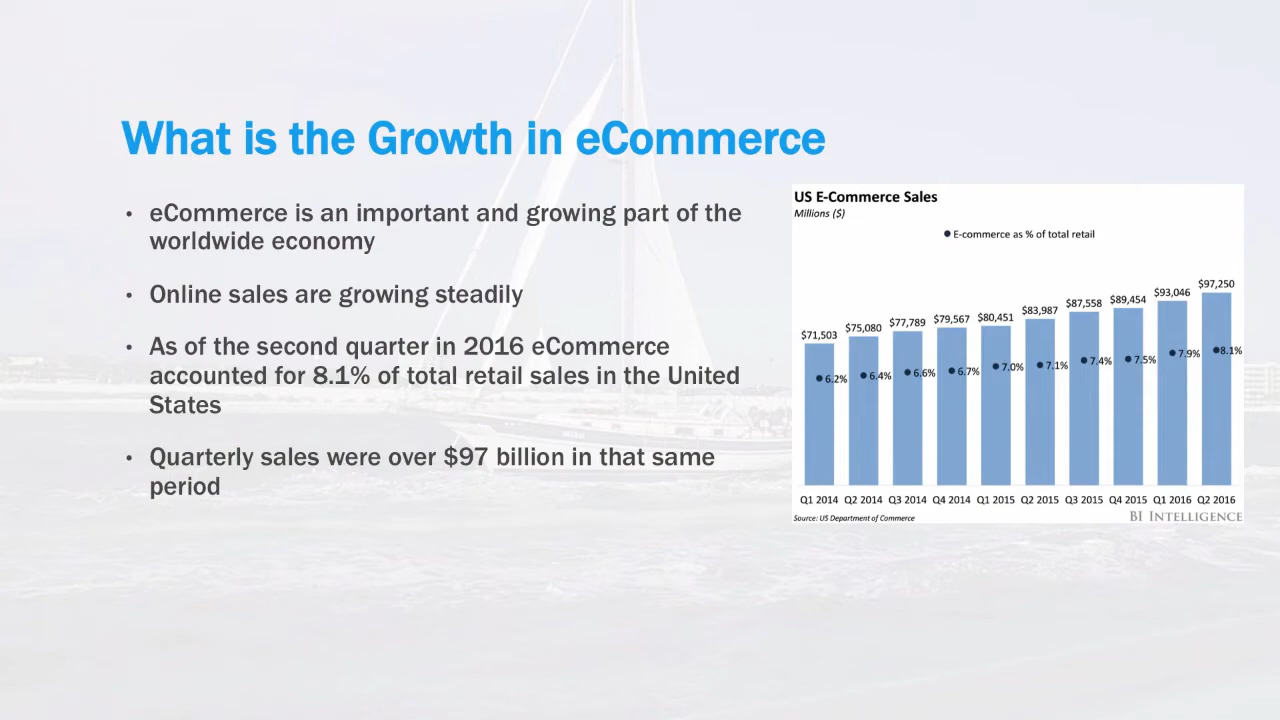 What is the Growth in eCommerce
• eCommerce is an important and growing part of the
worldwide economy
• Online sales are growing steadily
• As of the second quarter in 2016 eCommerce
accounted for 8.1% of total retail sales in the United
States
• Quarterly sales were over $97 billion in that same
period
US E-Commerce Sales
Millions ($)
E-commerce as % of total retail
$71,503 $75,080 $77,789 $79,567 $80,451 $83,987 $87,558 $89,454 $93,046 $97,250
6.2% 6.4% 6.6% 6.7% 7.0% 7.1% 7.4% 7.5% 7.9% 8.1%
Q1 2014 Q2 2014 Q3 2014 Q4 2014 Q1 2015 Q2 2015 Q3 2015 Q4 2015 Q1 2016 Q2 2016
Source: US Department of Commerce
BI INTELLIGENCE